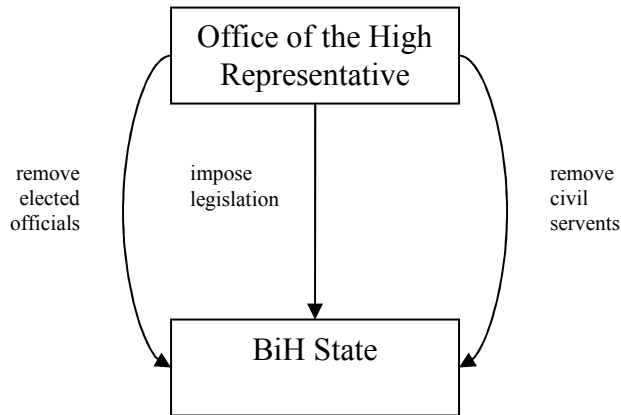 Office of the High
Representative
remove
elected
officials
impose
legislation
remove
civil
servents
BiH State